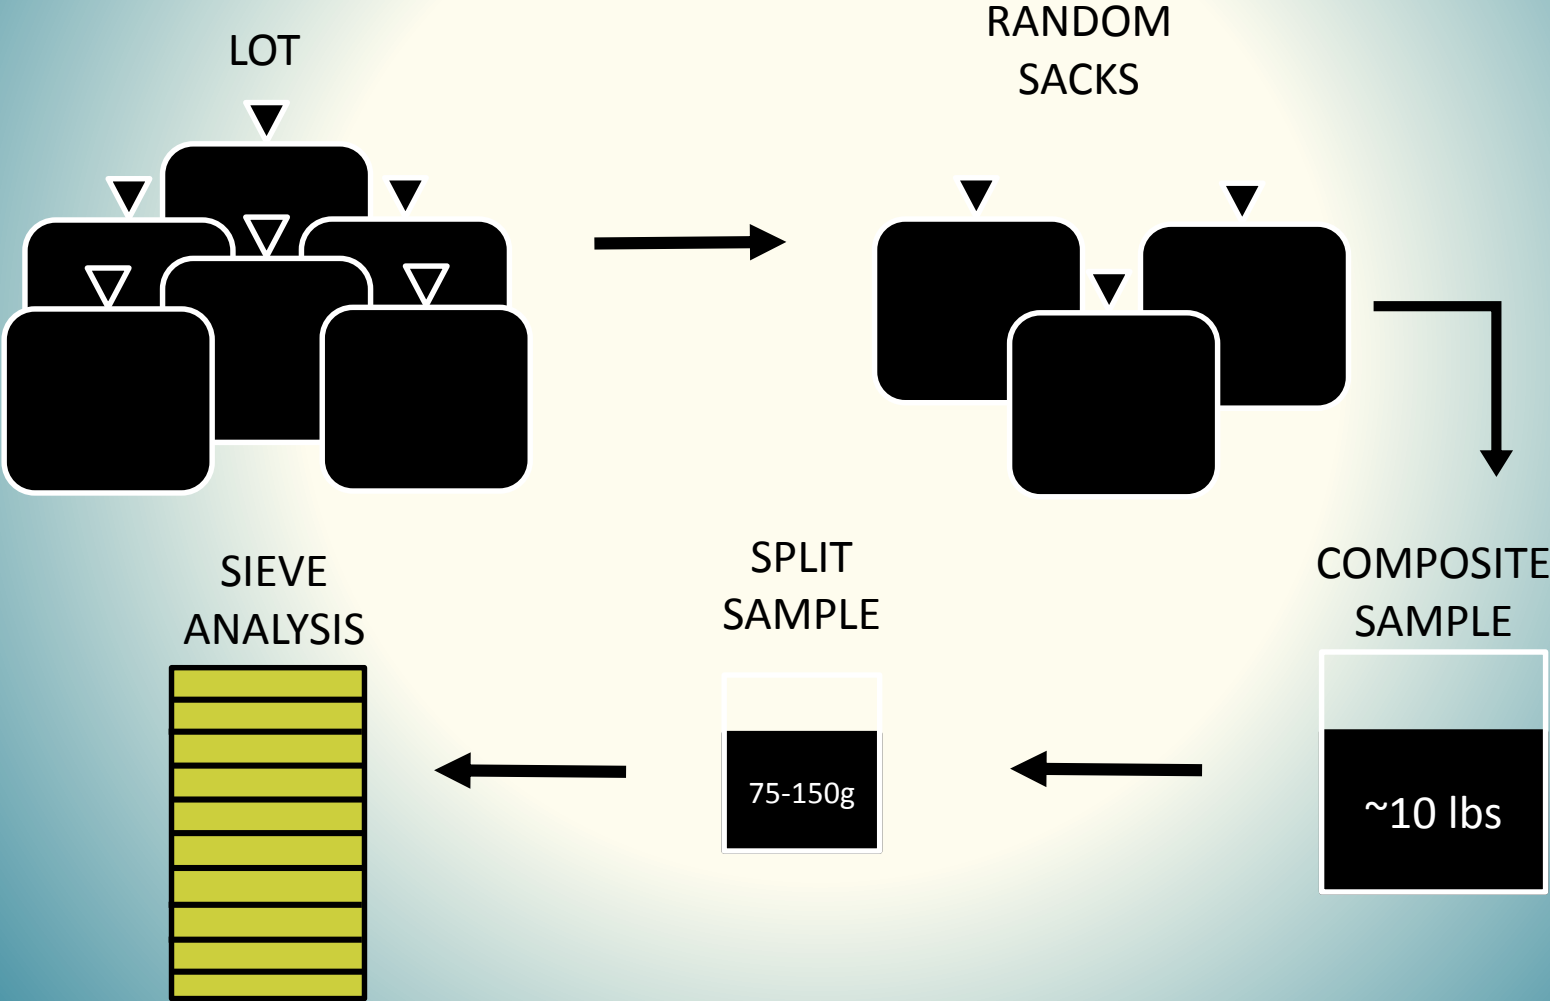 LOT
RANDOM
SACKS
COMPOSITE
SAMPLE
~10 lbs
SPLIT
SAMPLE
75-150g
SIEVE
ANALYSIS